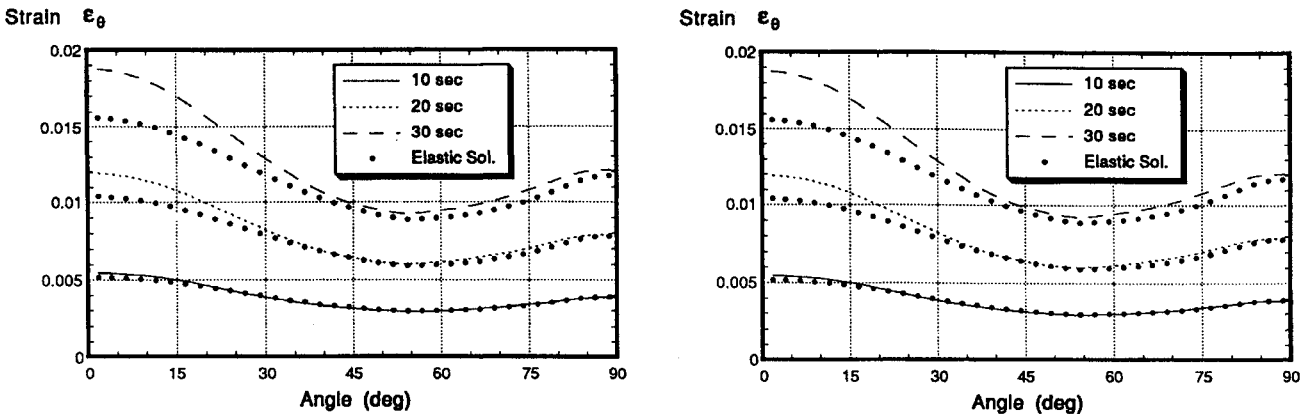 Strain εθ
0.02
0.015
0.01
0.005
0
10 sec
20 sec
30 sec
Elastic Sol.
0 15 30 45 60 75 90
Angle (deg)
Strain εθ
0.02
0.015
0.01
0.005
0
10 sec
20 sec
30 sec
Elastic Sol.
0 15 30 45 60 75 90
Angle (deg)